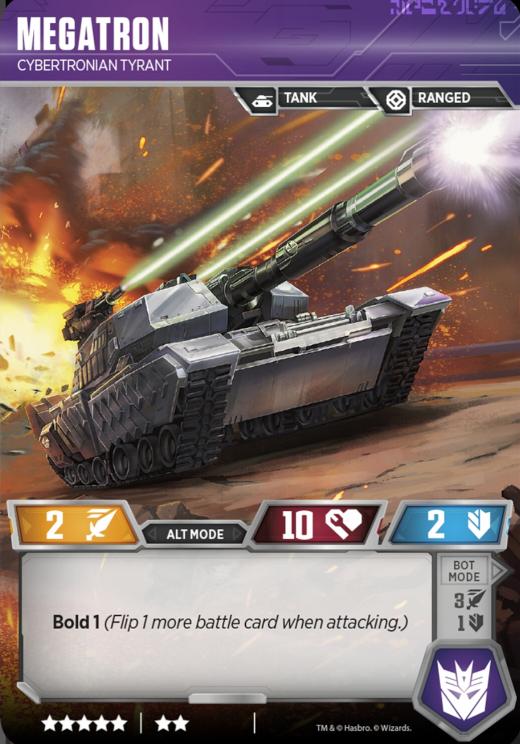 MEGATRON
CYBERTRONIAN TYRANT
TANK
RANGED
2
ALT MODE
10
2
BOT
MODE
3
1
Bold 1 (Flip 1 more battle card when attacking.)
TM & © Hasbro. © Wizards.